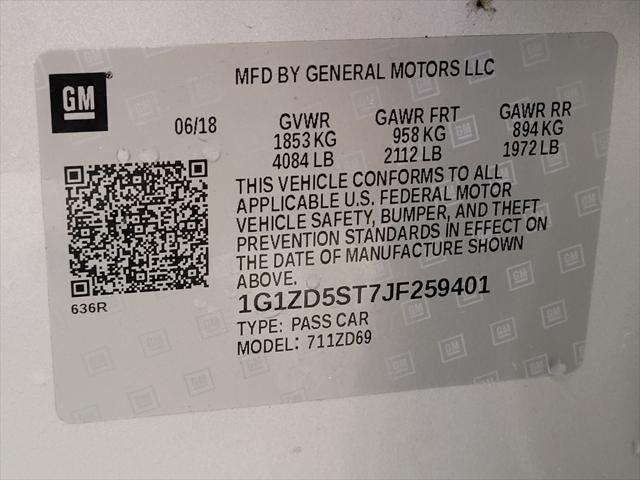 GM
MFD BY GENERAL MOTORS LLC
06/18
GVWR
1853 KG
4084 LB
GAWR FRT
958 KG
2112 LB
GAWR RR
894 KG
1972 LB
THIS VEHICLE CONFORMS TO ALL
APPLICABLE U.S. FEDERAL MOTOR
VEHICLE SAFETY, BUMPER, AND THEFT
PREVENTION STANDARDS IN EFFECT ON
THE DATE OF MANUFACTURE SHOWN
ABOVE.
636R
1G1ZD5ST7JF259401
TYPE: PASS CAR
MODEL: 711ZD69